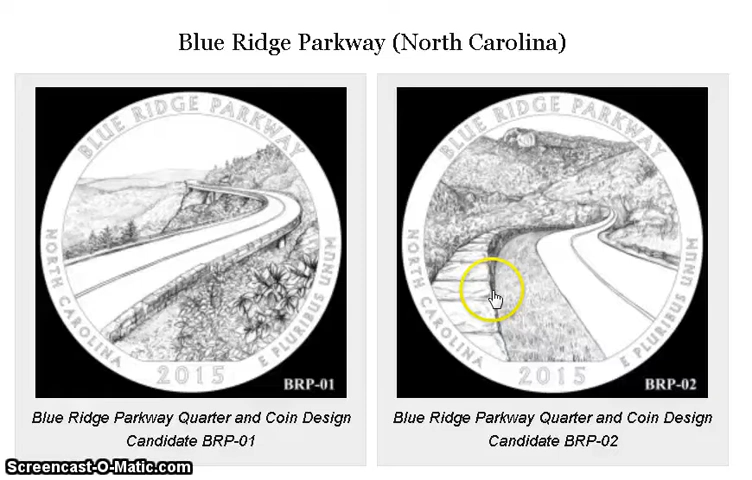 Blue Ridge Parkway (North Carolina)
BLUE RIDGE PARKWAY
NORTH CAROLINA
E PLURIBUS UNUM
2015
BRP-01
Blue Ridge Parkway Quarter and Coin Design
Candidate BRP-01
BLUE RIDGE PARKWAY
NORTH CAROLINA
E PLURIBUS UNUM
2015
BRP-02
Blue Ridge Parkway Quarter and Coin Design
Candidate BRP-02
Screencast-O-Matic.com